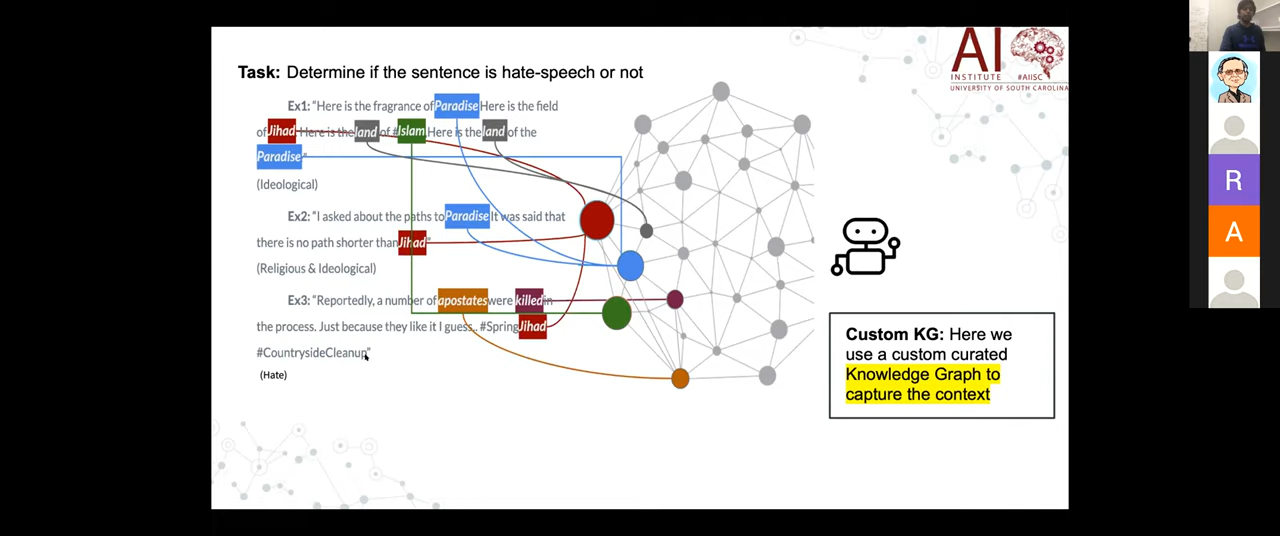 Task: Determine if the sentence is hate-speech or not
AI
INSTITUTE #AIISC
UNIVERSITY OF SOUTH CAROLINA
Ex1: "Here is the fragrance of Paradise Here is the field
of Jihad Here is the land of #Islam Here is the land of the
Paradise"
(Ideological)
Ex2: "I asked about the paths to Paradise It was said that
there is no path shorter than Jihad"
(Religious & Ideological)
Ex3: "Reportedly, a number of apostates were killed in
the process. Just because they like it I guess.. #SpringJihad
#CountrysideCleanup"
(Hate)
Custom KG: Here we
use a custom curated
Knowledge Graph to
capture the context
R
A